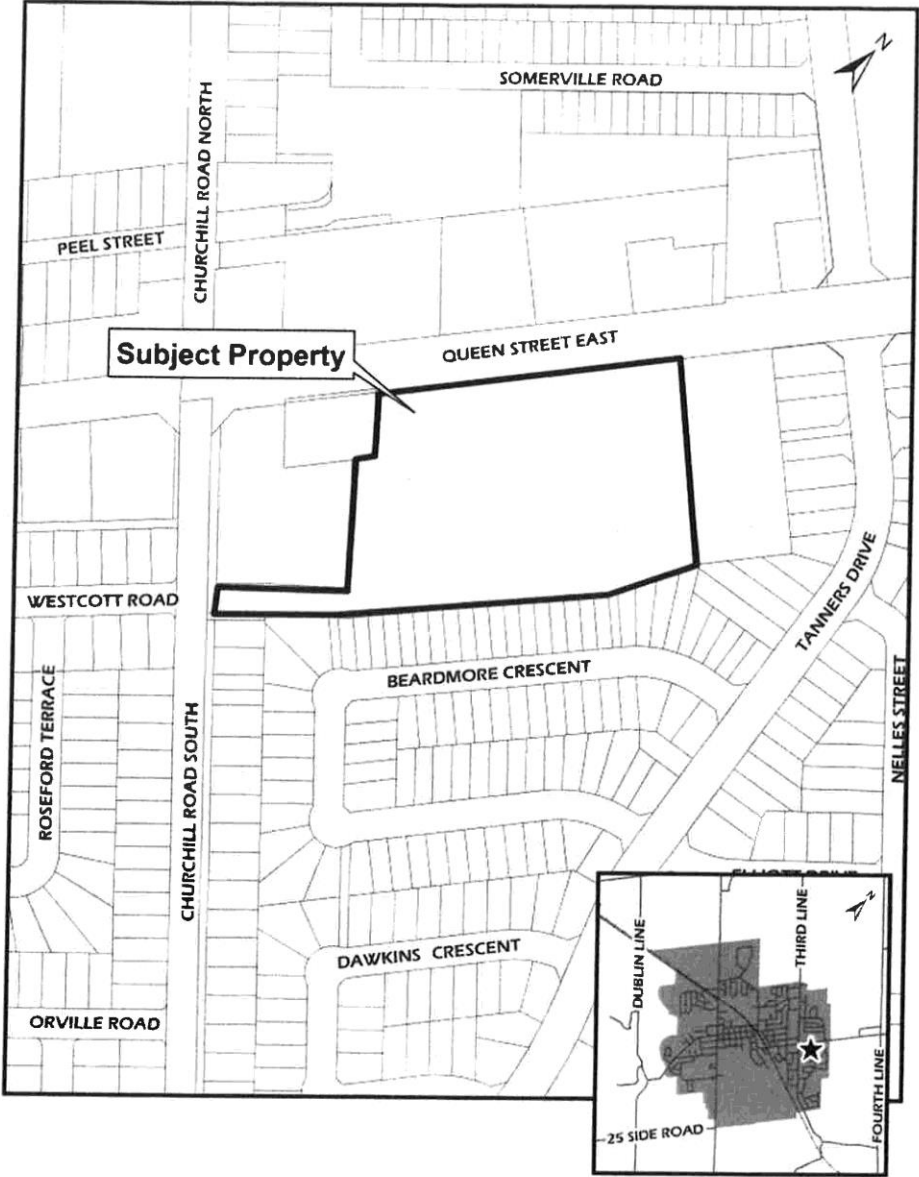 N
SOMERVILLE ROAD
CHURCHILL ROAD NORTH
PEEL STREET
QUEEN STREET EAST
Subject Property
WESTCOTT ROAD
TANNERS DRIVE
BEARDMORE CRESCENT
NELLES STREET
ROSEFORD TERRACE
CHURCHILL ROAD SOUTH
DAWKINS CRESCENT
ORVILLE ROAD
N
DUBLIN LINE
THIRD LINE
FOURTH LINE
25 SIDE ROAD